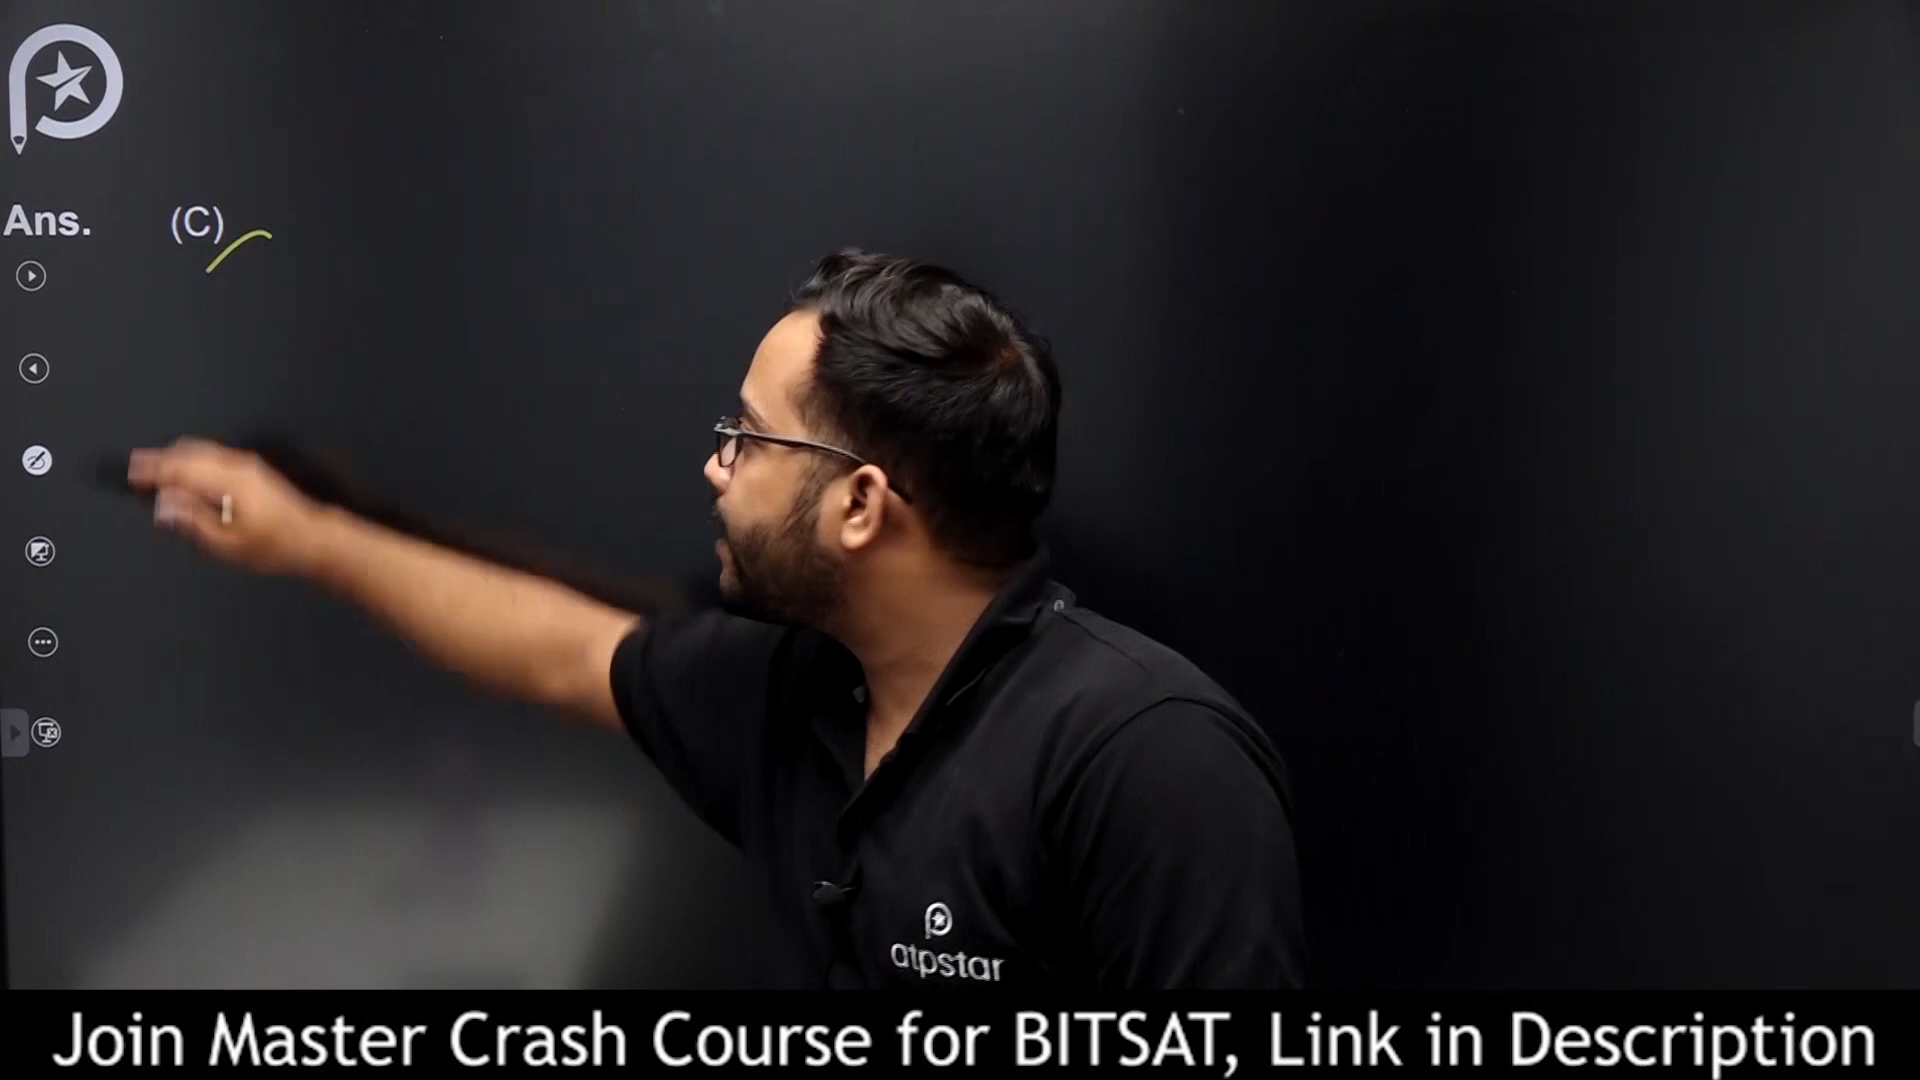 Ans. (C)
atpstar
Join Master Crash Course for BITSAT, Link in Description